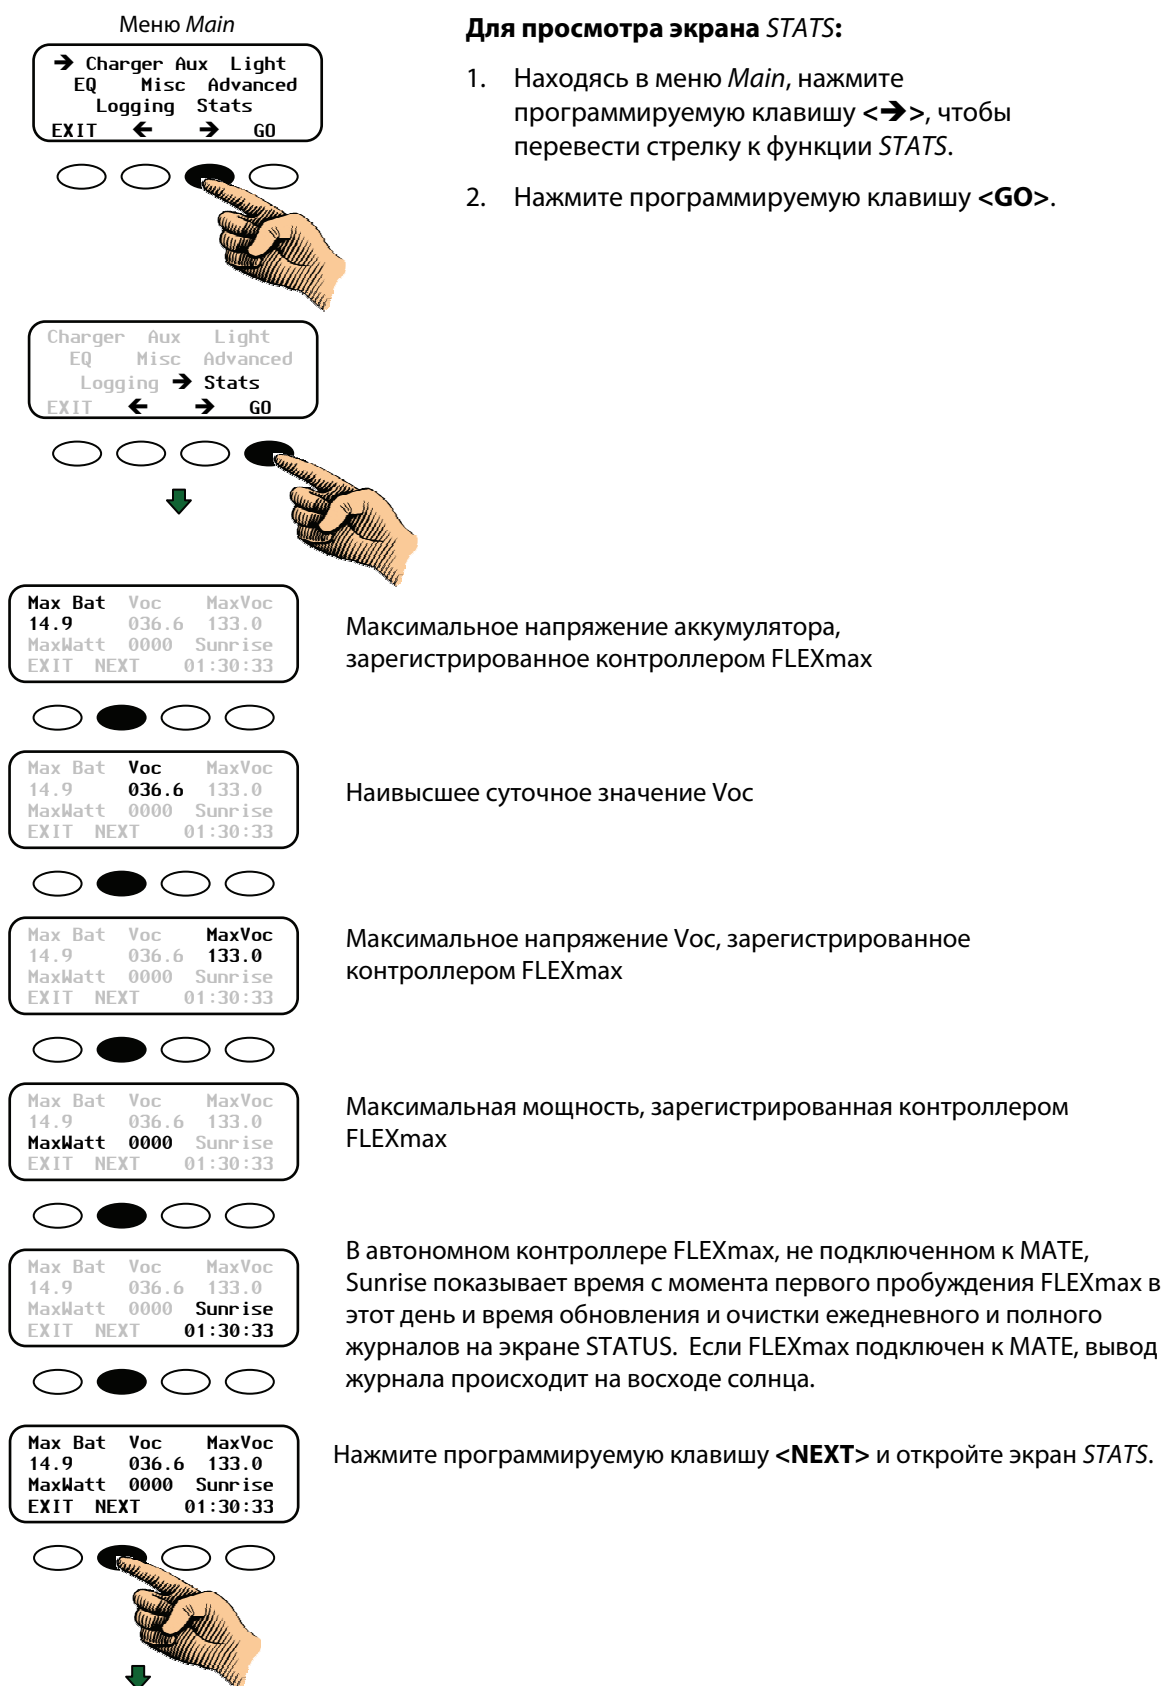 Меню Main
➔ Charger Aux Light
EQ Misc Advanced
Logging Stats
EXIT ← → GO
Для просмотра экрана STATS:
1. Находясь в меню Main, нажмите
программируемую клавишу <➔>, чтобы
перевести стрелку к функции STATS.
2. Нажмите программируемую клавишу <GO>.
Charger Aux Light
EQ Misc Advanced
Logging ➔ Stats
EXIT ← → GO
Max Bat Voc MaxVoc
14.9 036.6 133.0
MaxWatt 0000 Sunrise
EXIT NEXT 01:30:33
Максимальное напряжение аккумулятора,
зарегистрированное контроллером FLEXmax
Max Bat Voc MaxVoc
14.9 036.6 133.0
MaxWatt 0000 Sunrise
EXIT NEXT 01:30:33
Наивысшее суточное значение Voc
Max Bat Voc MaxVoc
14.9 036.6 133.0
MaxWatt 0000 Sunrise
EXIT NEXT 01:30:33
Максимальное напряжение Voc, зарегистрированное
контроллером FLEXmax
Max Bat Voc MaxVoc
14.9 036.6 133.0
MaxWatt 0000 Sunrise
EXIT NEXT 01:30:33
Максимальная мощность, зарегистрированная контроллером
FLEXmax
Max Bat Voc MaxVoc
14.9 036.6 133.0
MaxWatt 0000 Sunrise
EXIT NEXT 01:30:33
В автономном контроллере FLEXmax, не подключенном к MATE,
Sunrise показывает время с момента первого пробуждения FLEXmax в
этот день и время обновления и очистки ежедневного и полного
журналов на экране STATUS. Если FLEXmax подключен к MATE, вывод
журнала происходит на восходе солнца.
Max Bat Voc MaxVoc
14.9 036.6 133.0
MaxWatt 0000 Sunrise
EXIT NEXT 01:30:33
Нажмите программируемую клавишу <NEXT> и откройте экран STATS.